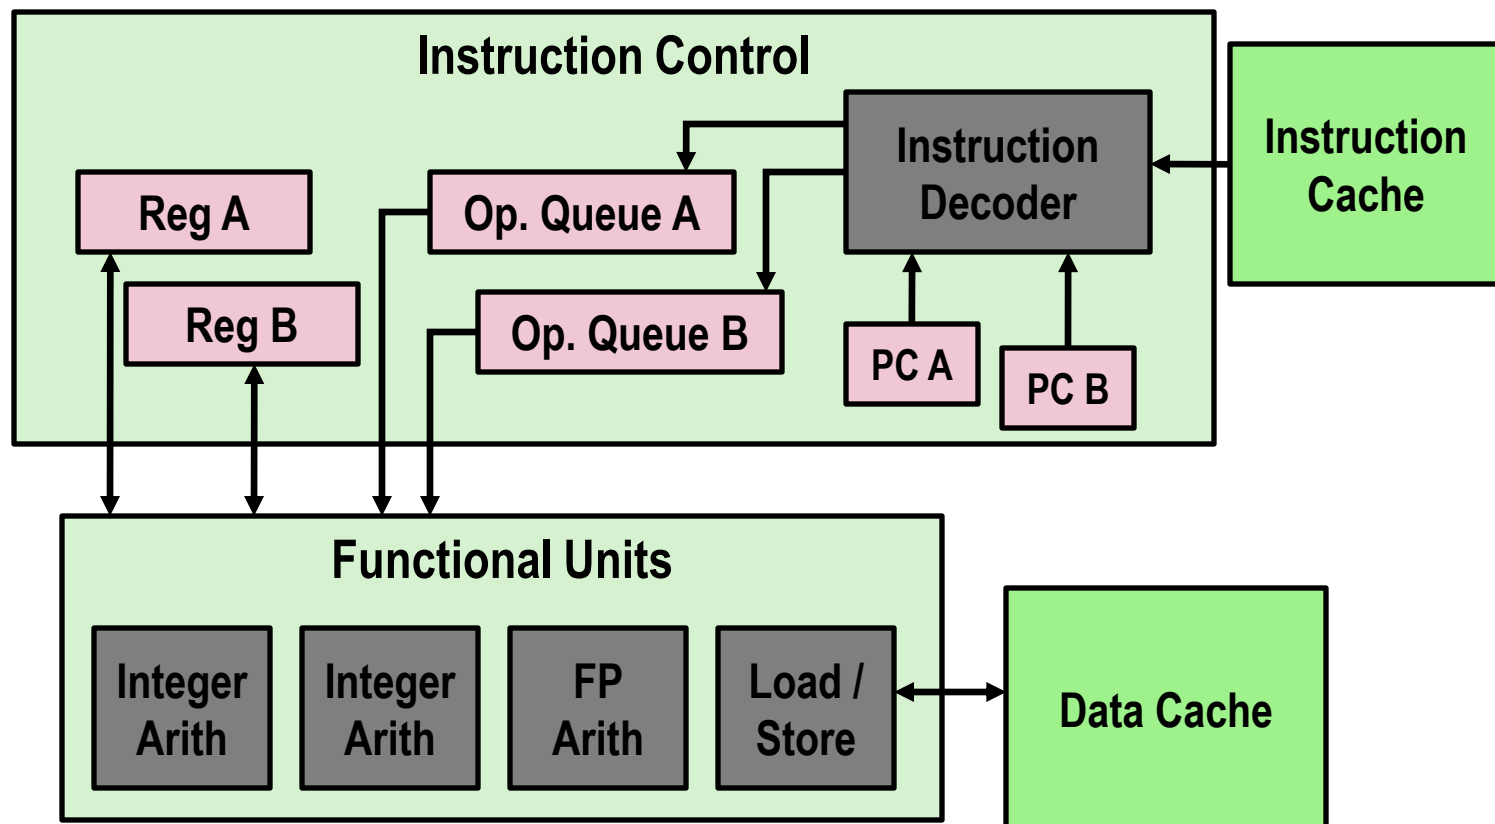 Instruction Control
Instruction
Decoder
Instruction
Cache
Reg A
Op. Queue A
Reg B
Op. Queue B
PC A
PC B
Functional Units
Integer
Arith
Integer
Arith
FP
Arith
Load /
Store
Data Cache